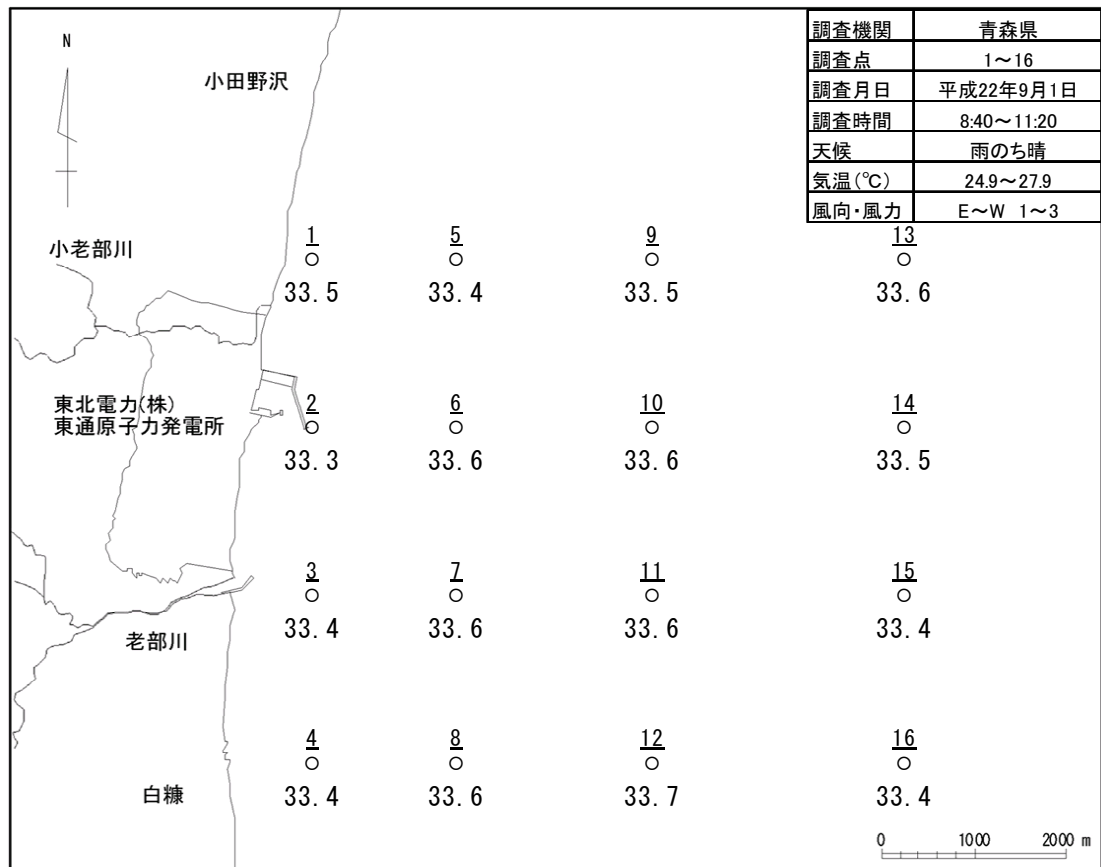 調査機関 青森県
調査点 1～16
調査月日 平成22年9月1日
調査時間 8:40～11:20
天候 雨のち晴
気温(℃) 24.9～27.9
風向・風力 E～W 1～3
N
小田野沢
小老部川
1 5 9 13
33.5 33.4 33.5 33.6
東北電力(株)
東通原子力発電所
2 6 10 14
33.3 33.6 33.6 33.5
3 7 11 15
33.4 33.6 33.6 33.4
老部川
4 8 12 16
33.4 33.6 33.7 33.4
白糠
0 1000 2000 m